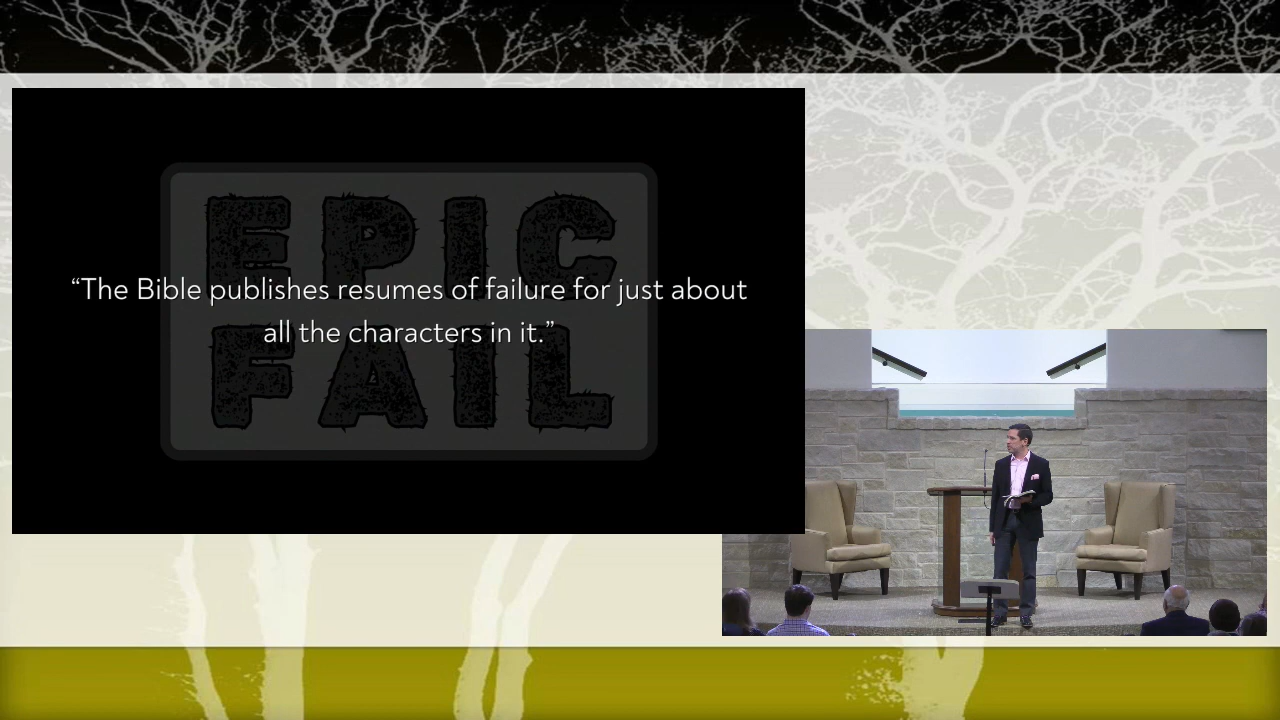 EPIC
“The Bible publishes resumes of failure for just about
all the characters in it.”
FAIL